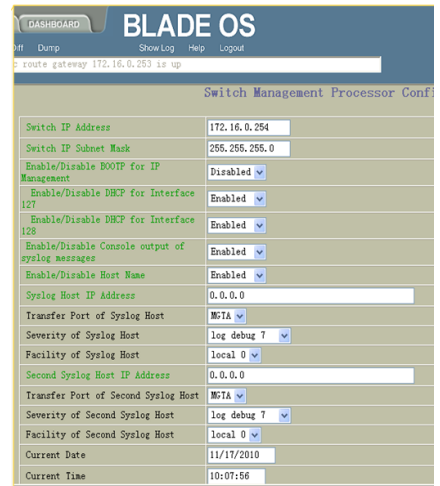 DASHBOARD
BLADE OS
Diff Dump Show Log Help Logout
c route gateway 172.16.0.253 is up
Switch Management Processor Confi
Switch IP Address 172.16.0.254
Switch IP Subnet Mask 255.255.255.0
Enable/Disable BOOTP for IP
Management Disabled
Enable/Disable DHCP for Interface
127 Enabled
Enable/Disable DHCP for Interface
128 Enabled
Enable/Disable Console output of
syslog messages Enabled
Enable/Disable Host Name Enabled
Syslog Host IP Address 0.0.0.0
Transfer Port of Syslog Host MGTA
Severity of Syslog Host log debug 7
Facility of Syslog Host local 0
Second Syslog Host IP Address 0.0.0.0
Transfer Port of Second Syslog Host MGTA
Severity of Second Syslog Host log debug 7
Facility of Second Syslog Host local 0
Current Date 11/17/2010
Current Time 10:07:56